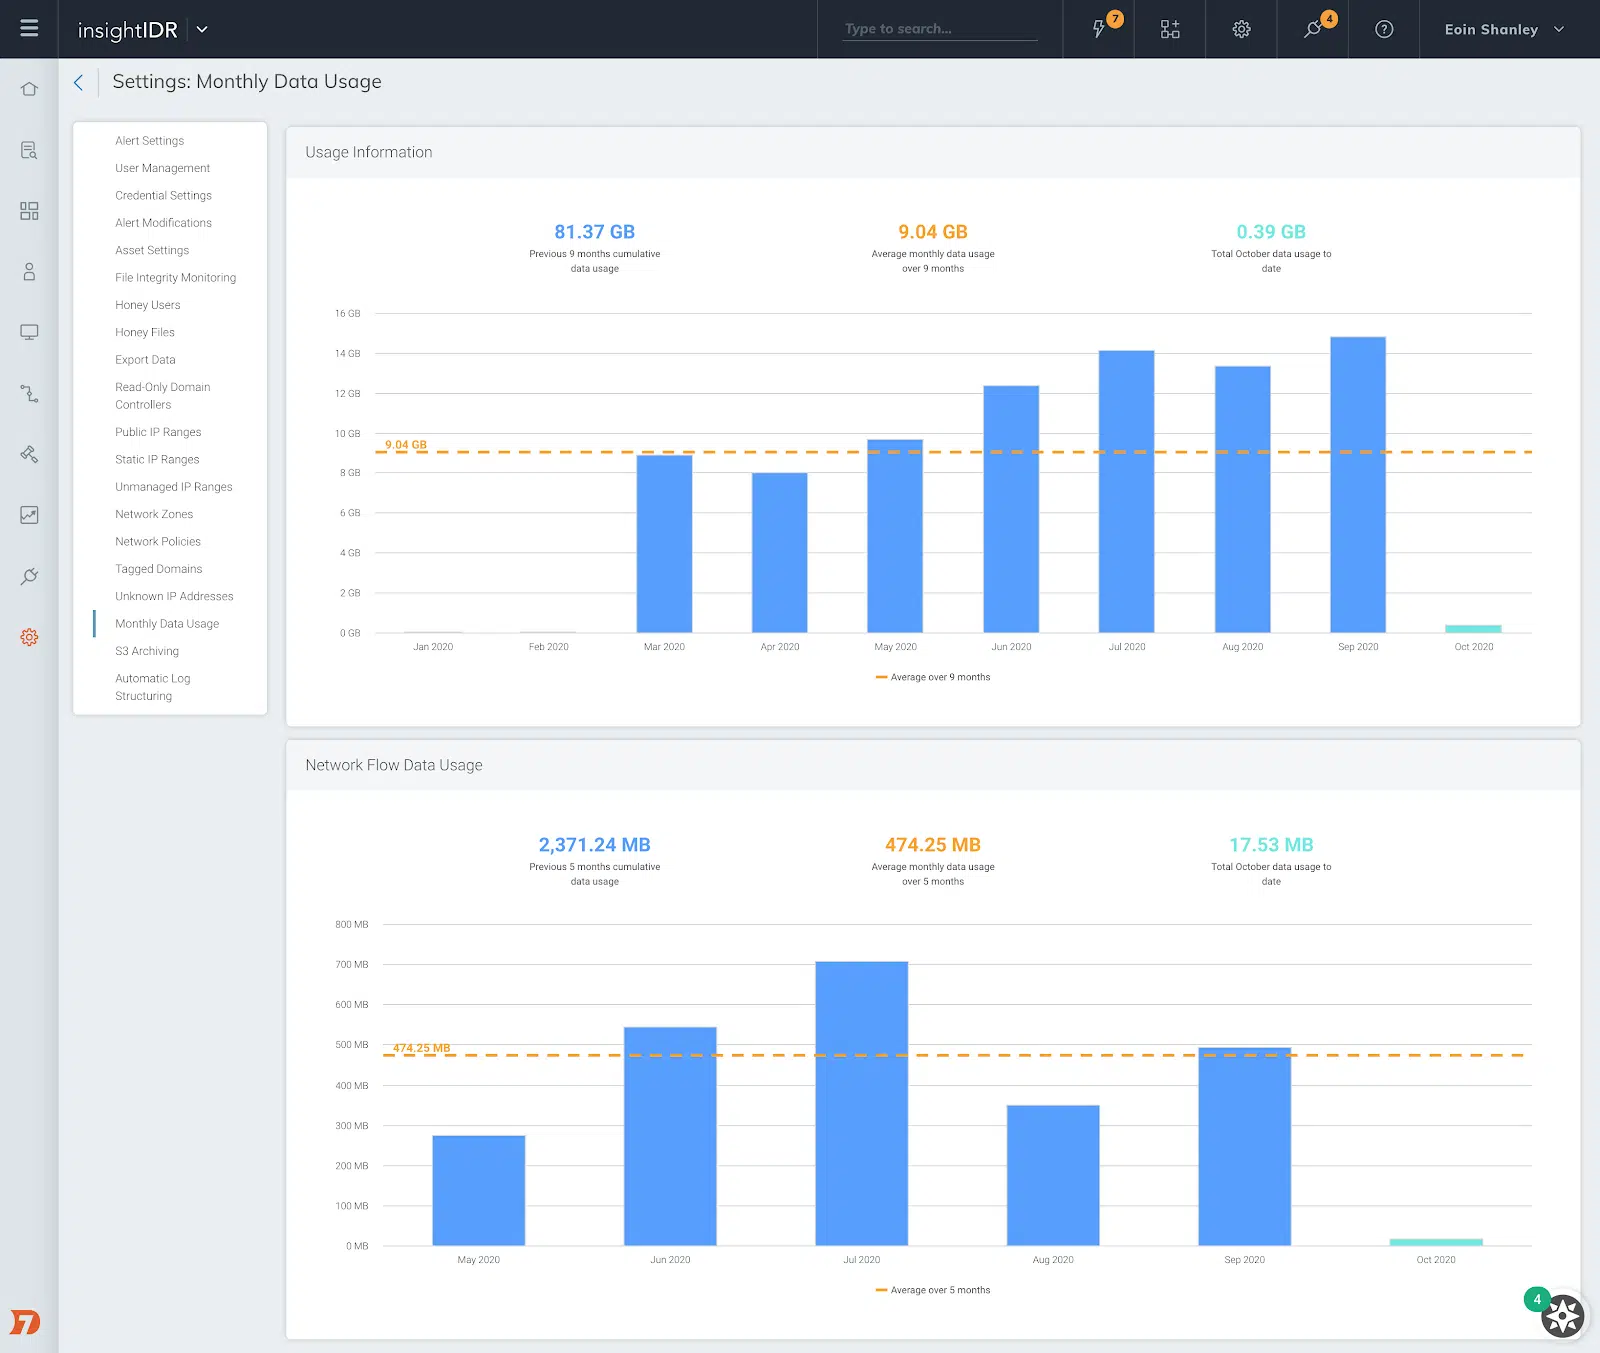 insightIDR
Type to search...
7
4
Eoin Shanley
Settings: Monthly Data Usage
Alert Settings
User Management
Credential Settings
Alert Modifications
Asset Settings
File Integrity Monitoring
Honey Users
Honey Files
Export Data
Read-Only Domain
Controllers
Public IP Ranges
Static IP Ranges
Unmanaged IP Ranges
Network Zones
Network Policies
Tagged Domains
Unknown IP Addresses
Monthly Data Usage
S3 Archiving
Automatic Log
Structuring
Usage Information
81.37 GB
Previous 9 months cumulative
data usage
9.04 GB
Average monthly data usage
over 9 months
0.39 GB
Total October data usage to
date
16 GB
14 GB
12 GB
10 GB
9.04 GB
8 GB
6 GB
4 GB
2 GB
0 GB
Jan 2020 Feb 2020 Mar 2020 Apr 2020 May 2020 Jun 2020 Jul 2020 Aug 2020 Sep 2020 Oct 2020
Average over 9 months
Network Flow Data Usage
2,371.24 MB
Previous 5 months cumulative
data usage
474.25 MB
Average monthly data usage
over 5 months
17.53 MB
Total October data usage to
date
800 MB
700 MB
600 MB
500 MB
474.25 MB
400 MB
300 MB
200 MB
100 MB
0 MB
May 2020 Jun 2020 Jul 2020 Aug 2020 Sep 2020 Oct 2020
Average over 5 months
4